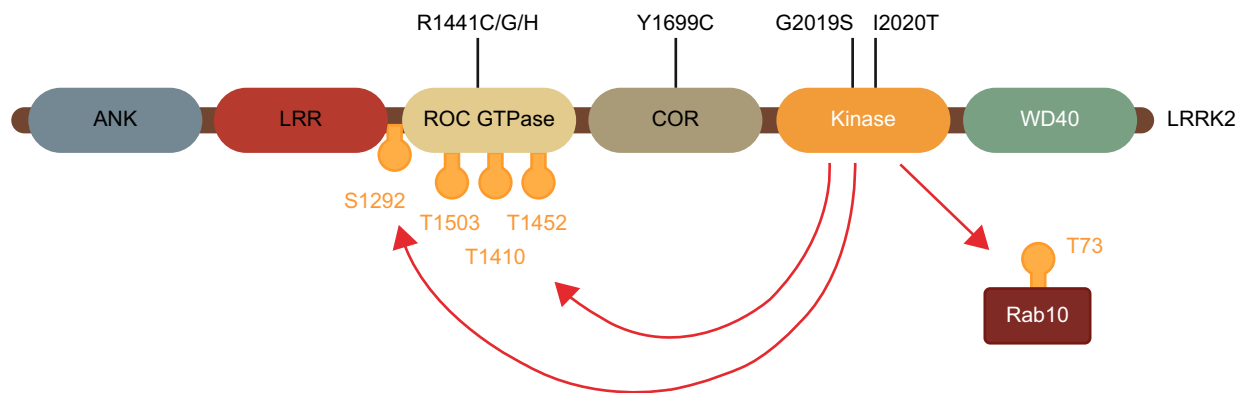 R1441C/G/H
Y1699C
G2019S
I2020T
ANK
LRR
ROC GTPase
COR
Kinase
WD40
LRRK2
S1292
T1503
T1452
T1410
T73
Rab10